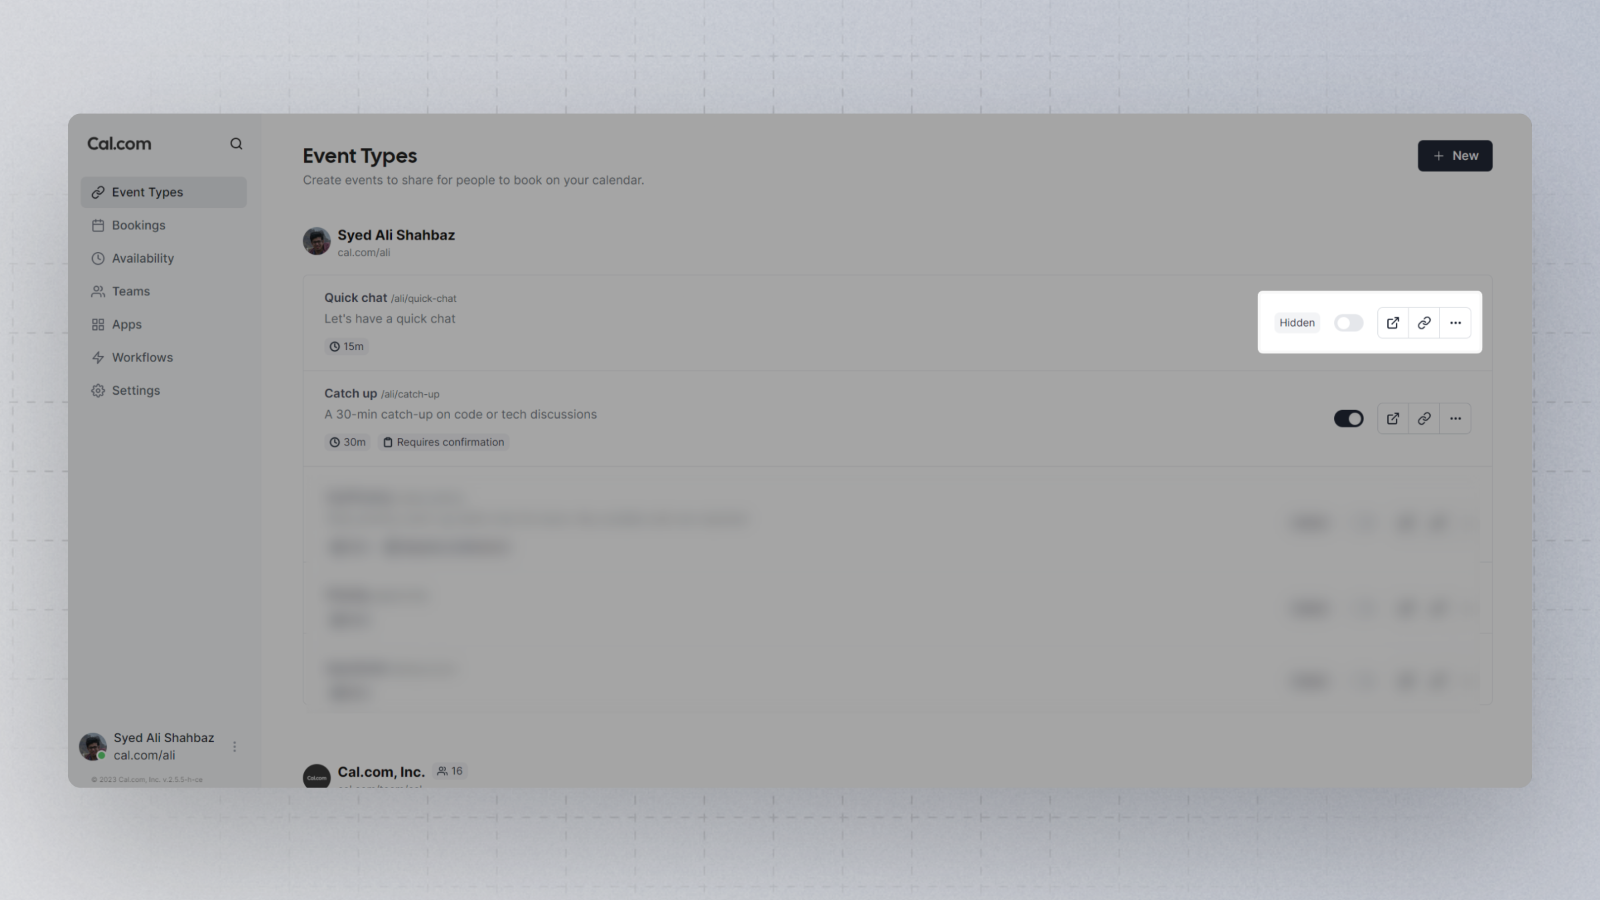 Cal.com
Event Types
Bookings
Availability
Teams
Apps
Workflows
Settings
Syed Ali Shahbaz
cal.com/ali
© 2023 Cal.com, Inc. v.2.5.5-h-ce
Event Types
Create events to share for people to book on your calendar.
New
Syed Ali Shahbaz
cal.com/ali
Quick chat /ali/quick-chat
Let's have a quick chat
15m
Hidden
Catch up /ali/catch-up
A 30-min catch-up on code or tech discussions
30m Requires confirmation
Cal.com
Cal.com, Inc. 16